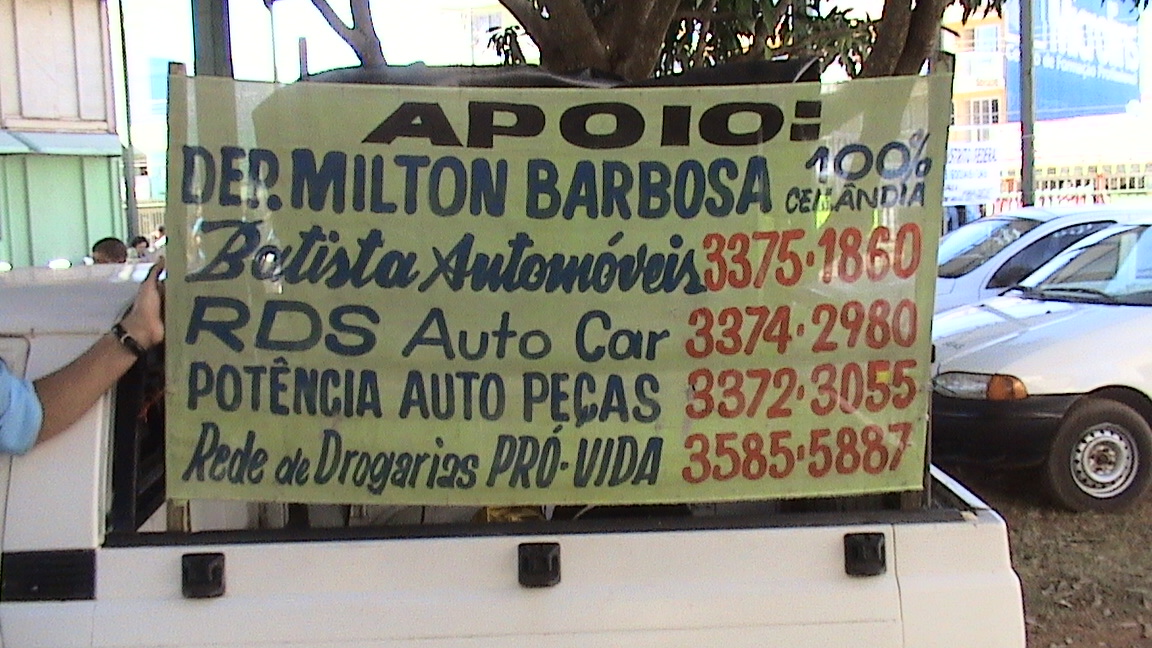 APOIO:
DEP. MILTON BARBOSA 100% CEILÂNDIA
Batista Automóveis 3375·1860
RDS Auto Car 3374·2980
POTÊNCIA AUTO PEÇAS 3372·3055
Rede de Drogarias PRÓ-VIDA 3585·5887